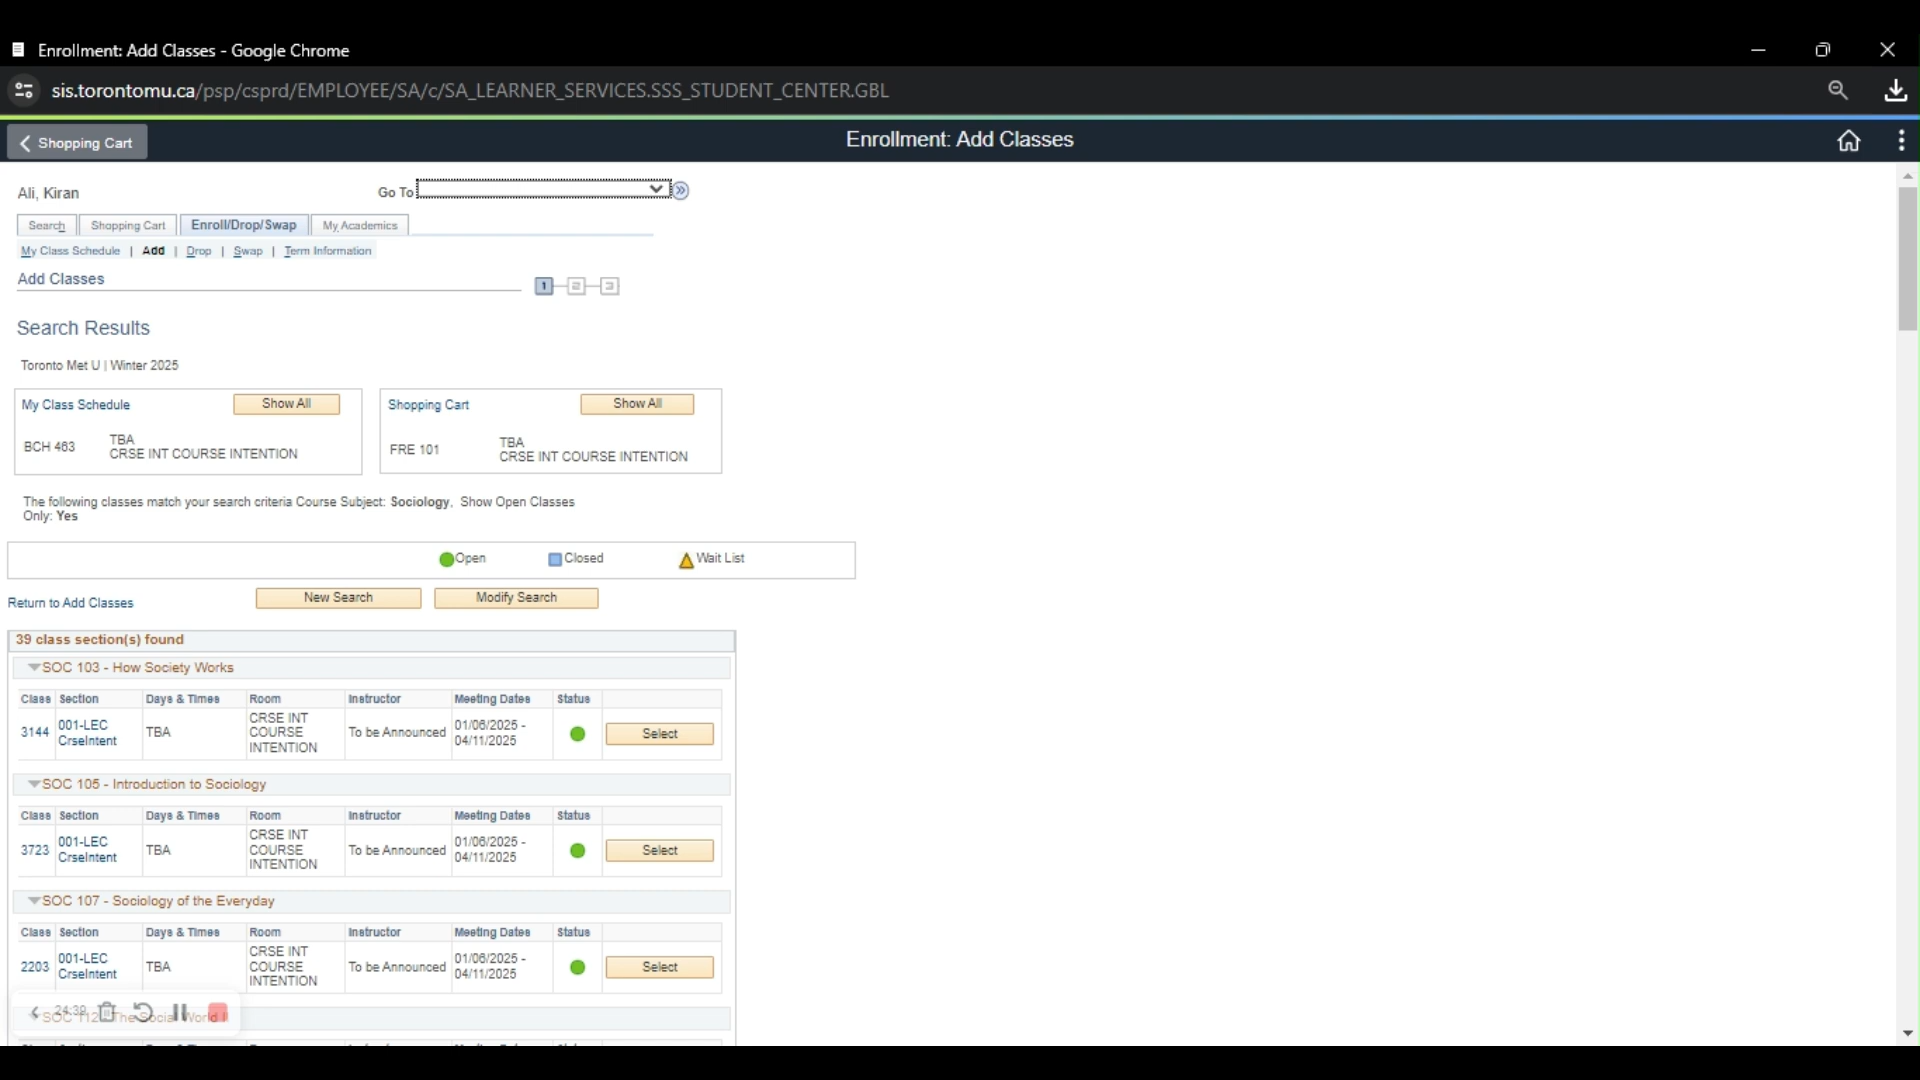 Enrollment: Add Classes - Google Chrome
sis.torontomu.ca/psp/csprd/EMPLOYEE/SA/c/SA_LEARNER_SERVICES.SSS_STUDENT_CENTER.GBL
Shopping Cart
Enrollment: Add Classes
Ali, Kiran
Go To
Search
Shopping Cart
Enroll/Drop/Swap
My Academics
My Class Schedule | Add | Drop | Swap | Term Information
Add Classes
1 2 3
Search Results
Toronto Met U | Winter 2025
My Class Schedule
Show All
BCH 463
TBA
CRSE INT COURSE INTENTION
Shopping Cart
Show All
FRE 101
TBA
CRSE INT COURSE INTENTION
The following classes match your search criteria Course Subject: Sociology, Show Open Classes
Only: Yes
Open
Closed
Wait List
Return to Add Classes
New Search
Modify Search
39 class section(s) found
SOC 103 - How Society Works
Class Section Days & Times Room Instructor Meeting Dates Status
3144
001-LEC
CrseIntent
TBA
CRSE INT
COURSE
INTENTION
To be Announced
01/06/2025 -
04/11/2025
Select
SOC 105 - Introduction to Sociology
Class Section Days & Times Room Instructor Meeting Dates Status
3723
001-LEC
CrseIntent
TBA
CRSE INT
COURSE
INTENTION
To be Announced
01/06/2025 -
04/11/2025
Select
SOC 107 - Sociology of the Everyday
Class Section Days & Times Room Instructor Meeting Dates Status
2203
001-LEC
CrseIntent
TBA
CRSE INT
COURSE
INTENTION
To be Announced
01/06/2025 -
04/11/2025
Select
24:39
SOC 112 The Social World